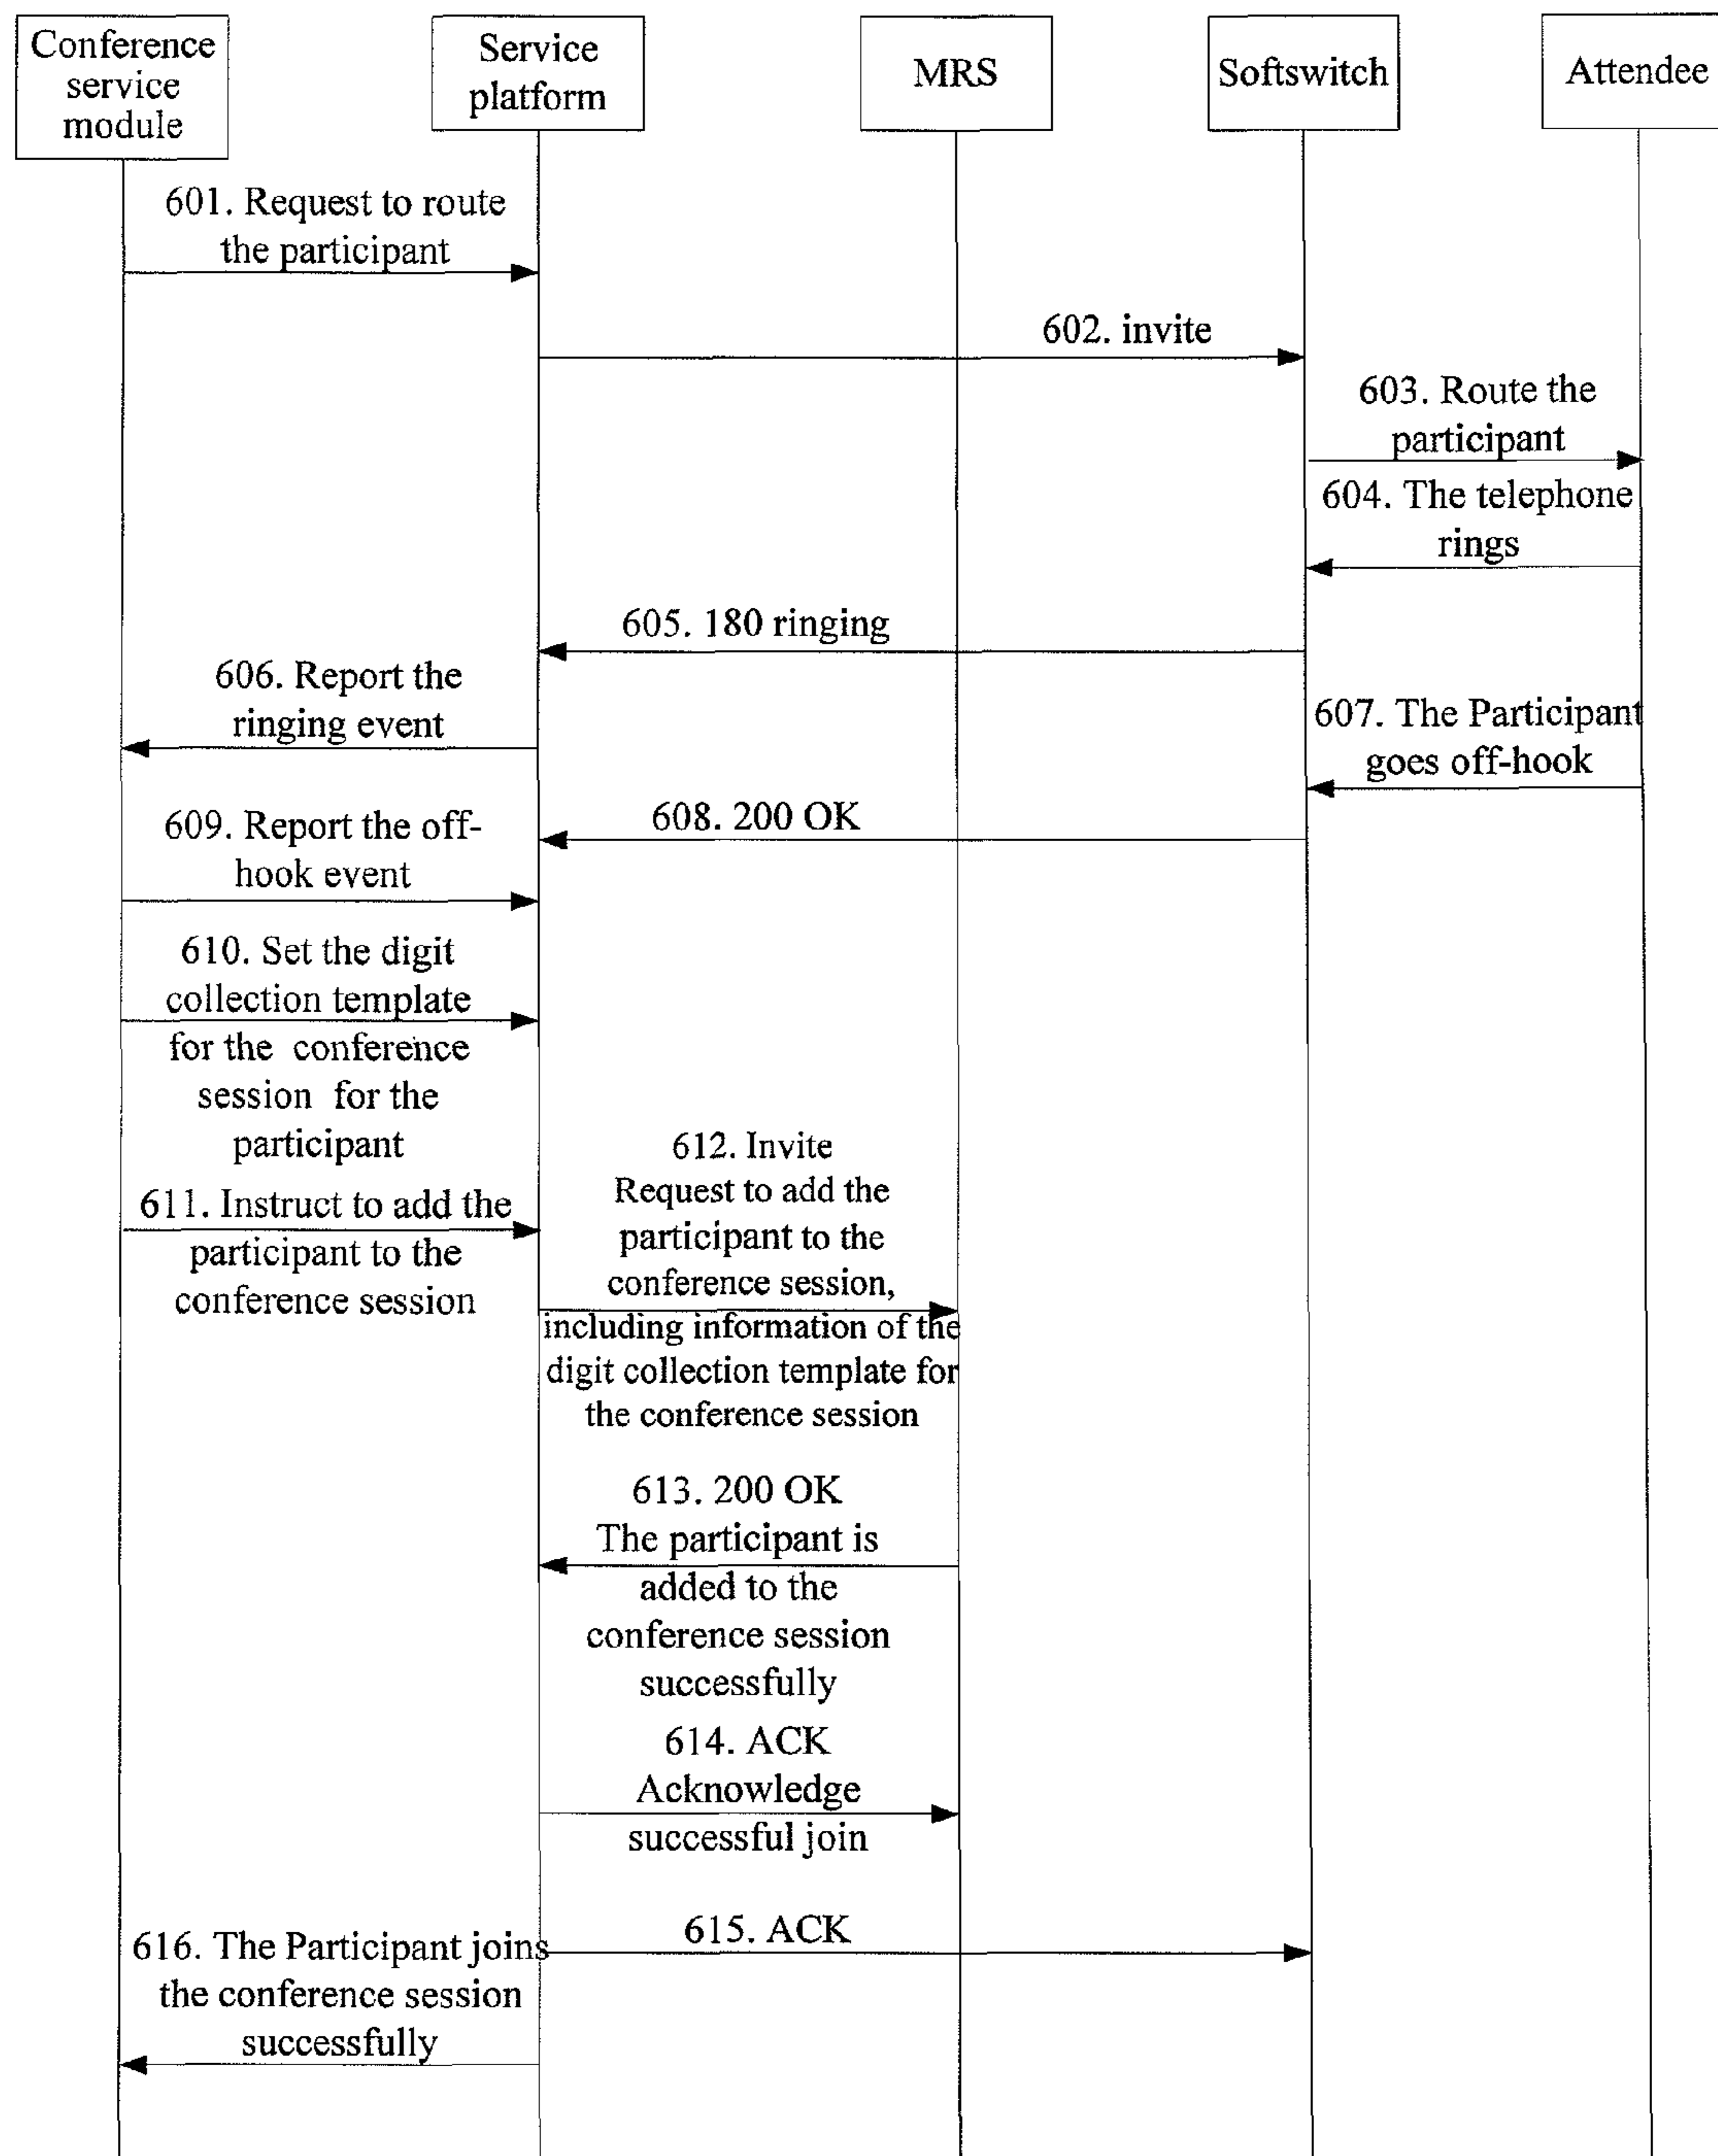 Conference
service
module
Service
platform
MRS
Softswitch
Attendee
601. Request to route
the participant
602. invite
603. Route the
participant
604. The telephone
rings
605. 180 ringing
606. Report the
ringing event
607. The Participant
goes off-hook
608. 200 OK
609. Report the off-
hook event
610. Set the digit
collection template
for the conference
session for the
participant
611. Instruct to add the
participant to the
conference session
612. Invite
Request to add the
participant to the
conference session,
including information of the
digit collection template for
the conference session
613. 200 OK
The participant is
added to the
conference session
successfully
614. ACK
Acknowledge
successful join
615. ACK
616. The Participant joins
the conference session
successfully